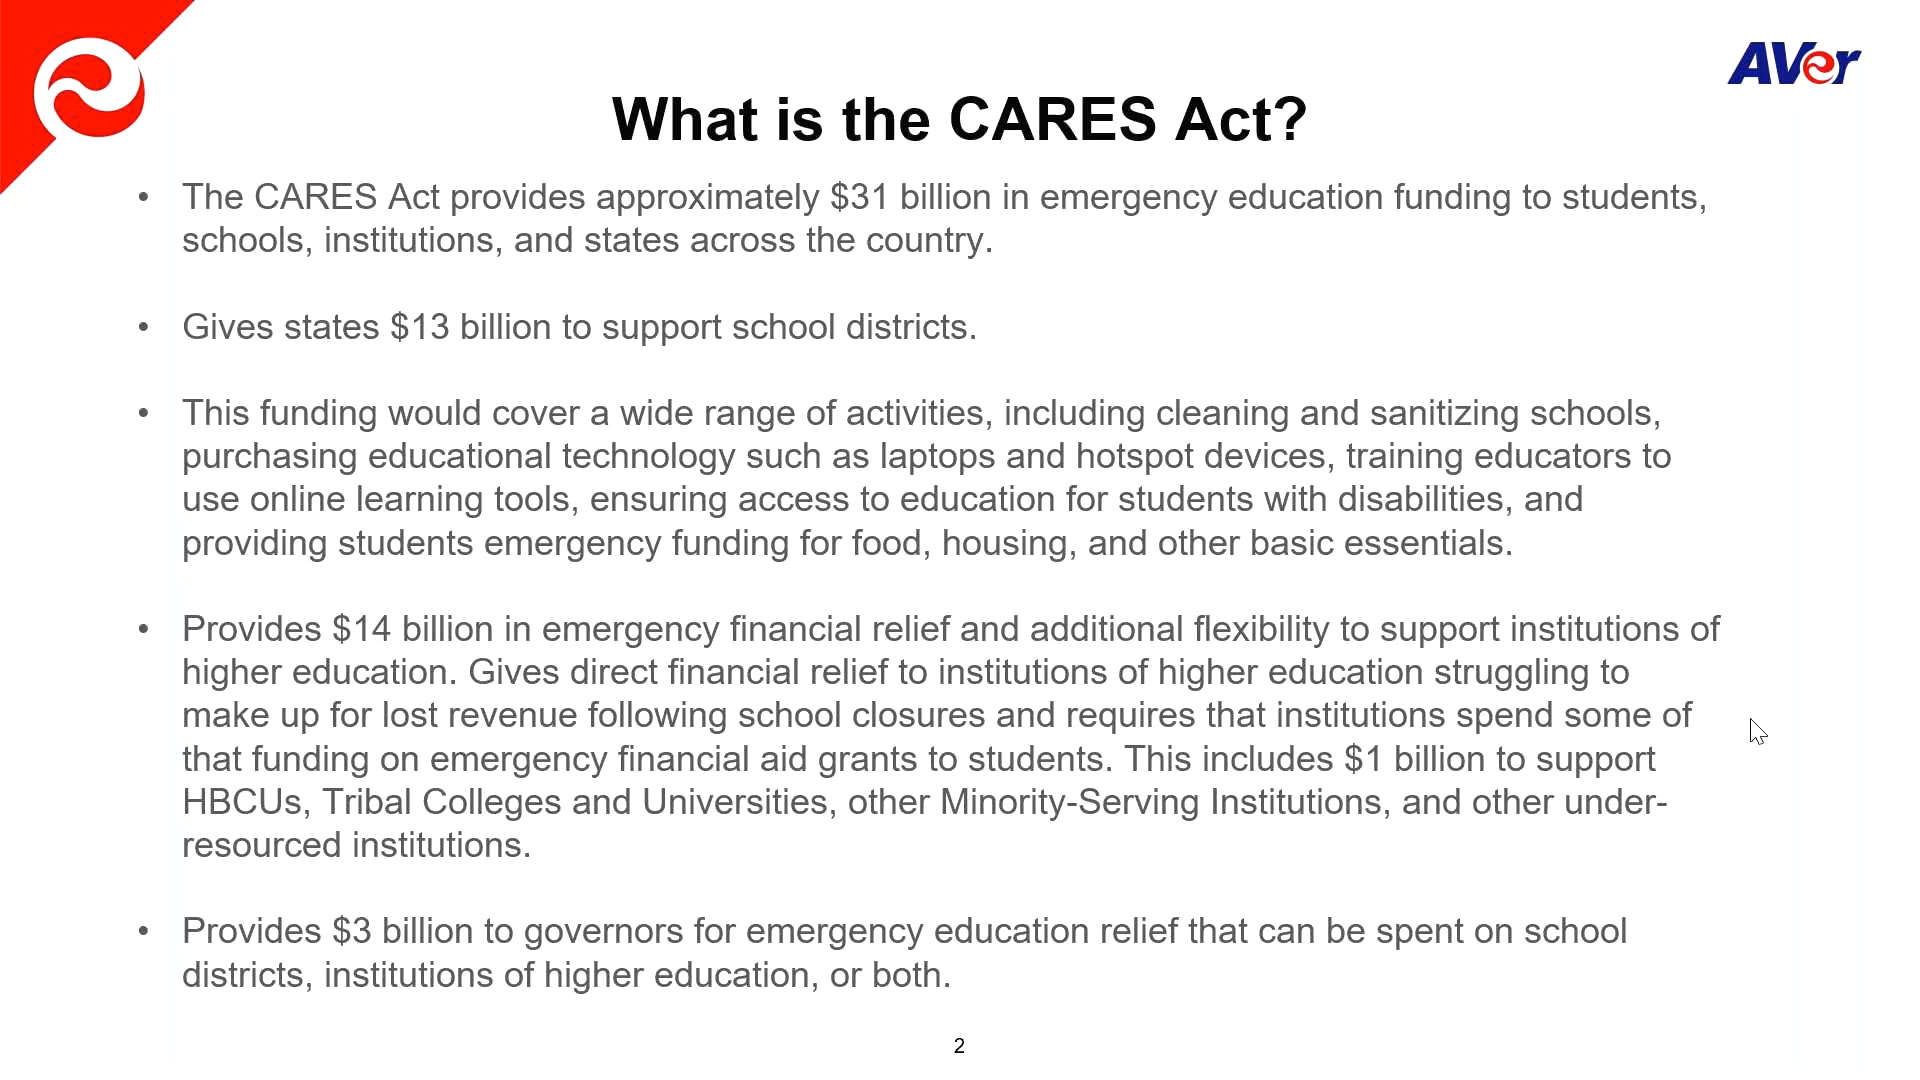 AVer
What is the CARES Act?
• The CARES Act provides approximately $31 billion in emergency education funding to students,
schools, institutions, and states across the country.
• Gives states $13 billion to support school districts.
• This funding would cover a wide range of activities, including cleaning and sanitizing schools,
purchasing educational technology such as laptops and hotspot devices, training educators to
use online learning tools, ensuring access to education for students with disabilities, and
providing students emergency funding for food, housing, and other basic essentials.
• Provides $14 billion in emergency financial relief and additional flexibility to support institutions of
higher education. Gives direct financial relief to institutions of higher education struggling to
make up for lost revenue following school closures and requires that institutions spend some of
that funding on emergency financial aid grants to students. This includes $1 billion to support
HBCUs, Tribal Colleges and Universities, other Minority-Serving Institutions, and other under-
resourced institutions.
• Provides $3 billion to governors for emergency education relief that can be spent on school
districts, institutions of higher education, or both.
2